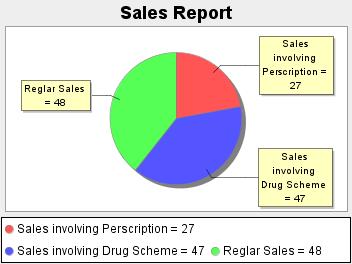 Sales Report
Sales
involving
Perscription =
27
Reglar Sales
= 48
Sales
involving
Drug Scheme
= 47
Sales involving Perscription = 27
Sales involving Drug Scheme = 47 Reglar Sales = 48